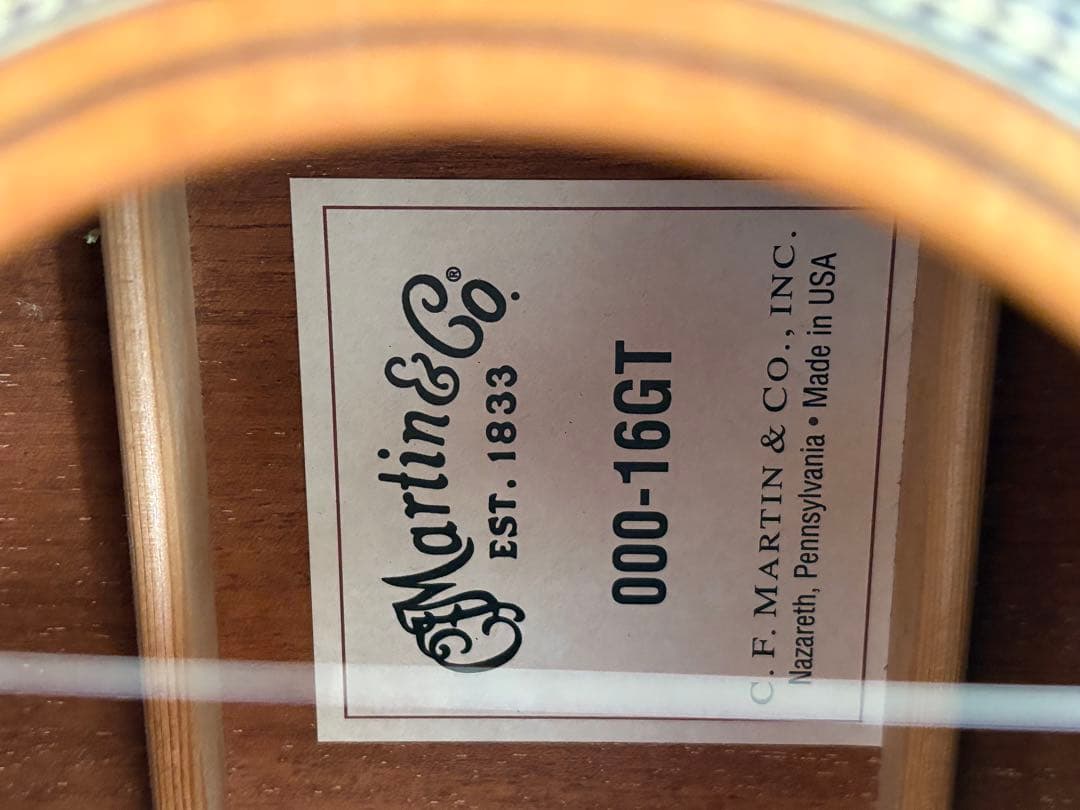 CFMartin & Co.®
EST. 1833
000-16GT
C. F. MARTIN & CO., INC.
Nazareth, Pennsylvania • Made in USA